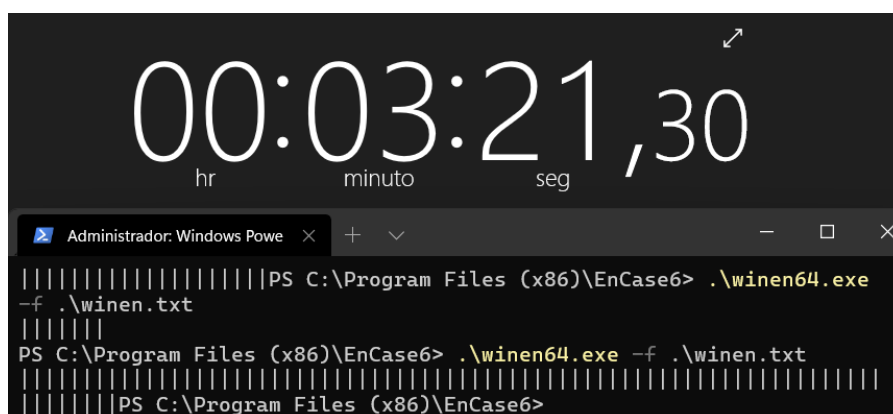 00:03:21,30
hr minuto seg
Administrador: Windows Powe
||||||||||||||||||||PS C:\Program Files (x86)\EnCase6> .\winen64.exe
-f .\winen.txt
|||||||
PS C:\Program Files (x86)\EnCase6> .\winen64.exe -f .\winen.txt
||||||||||||||||||||||||||||||||||||||||||||||||||||||||||||||||||||||
||||||||PS C:\Program Files (x86)\EnCase6>